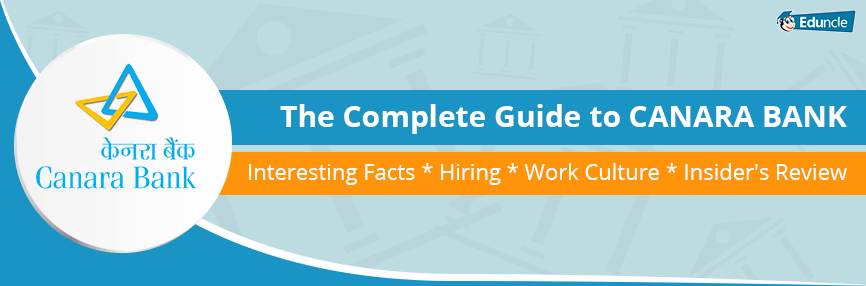 Eduncle
The Complete Guide to CANARA BANK
Interesting Facts * Hiring * Work Culture * Insider's Review
केनरा बैंक
Canara Bank